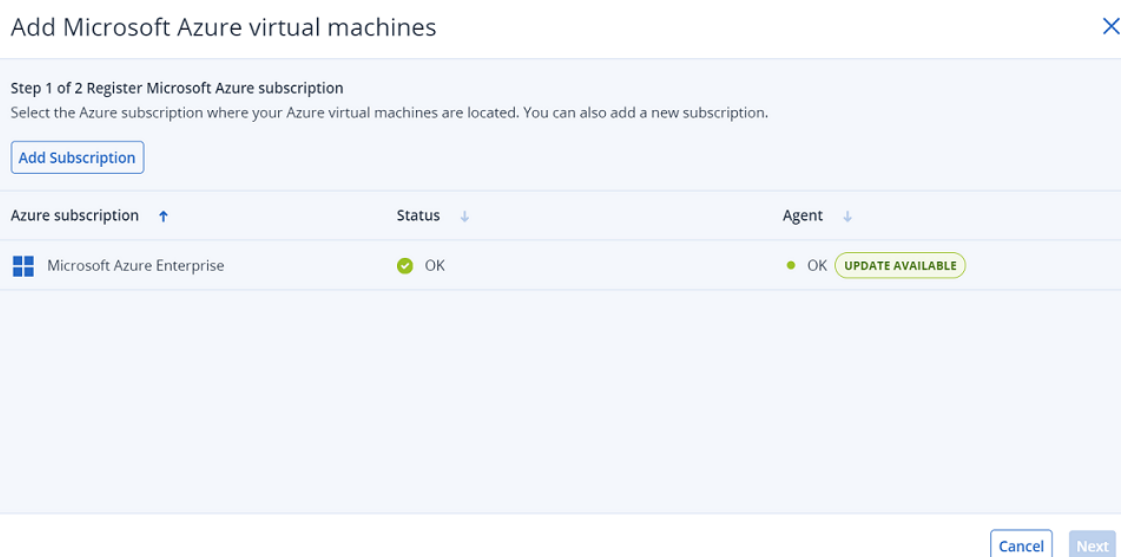 Add Microsoft Azure virtual machines
Step 1 of 2 Register Microsoft Azure subscription
Select the Azure subscription where your Azure virtual machines are located. You can also add a new subscription.
Add Subscription
Azure subscription Status Agent
Microsoft Azure Enterprise OK OK UPDATE AVAILABLE
Cancel Next